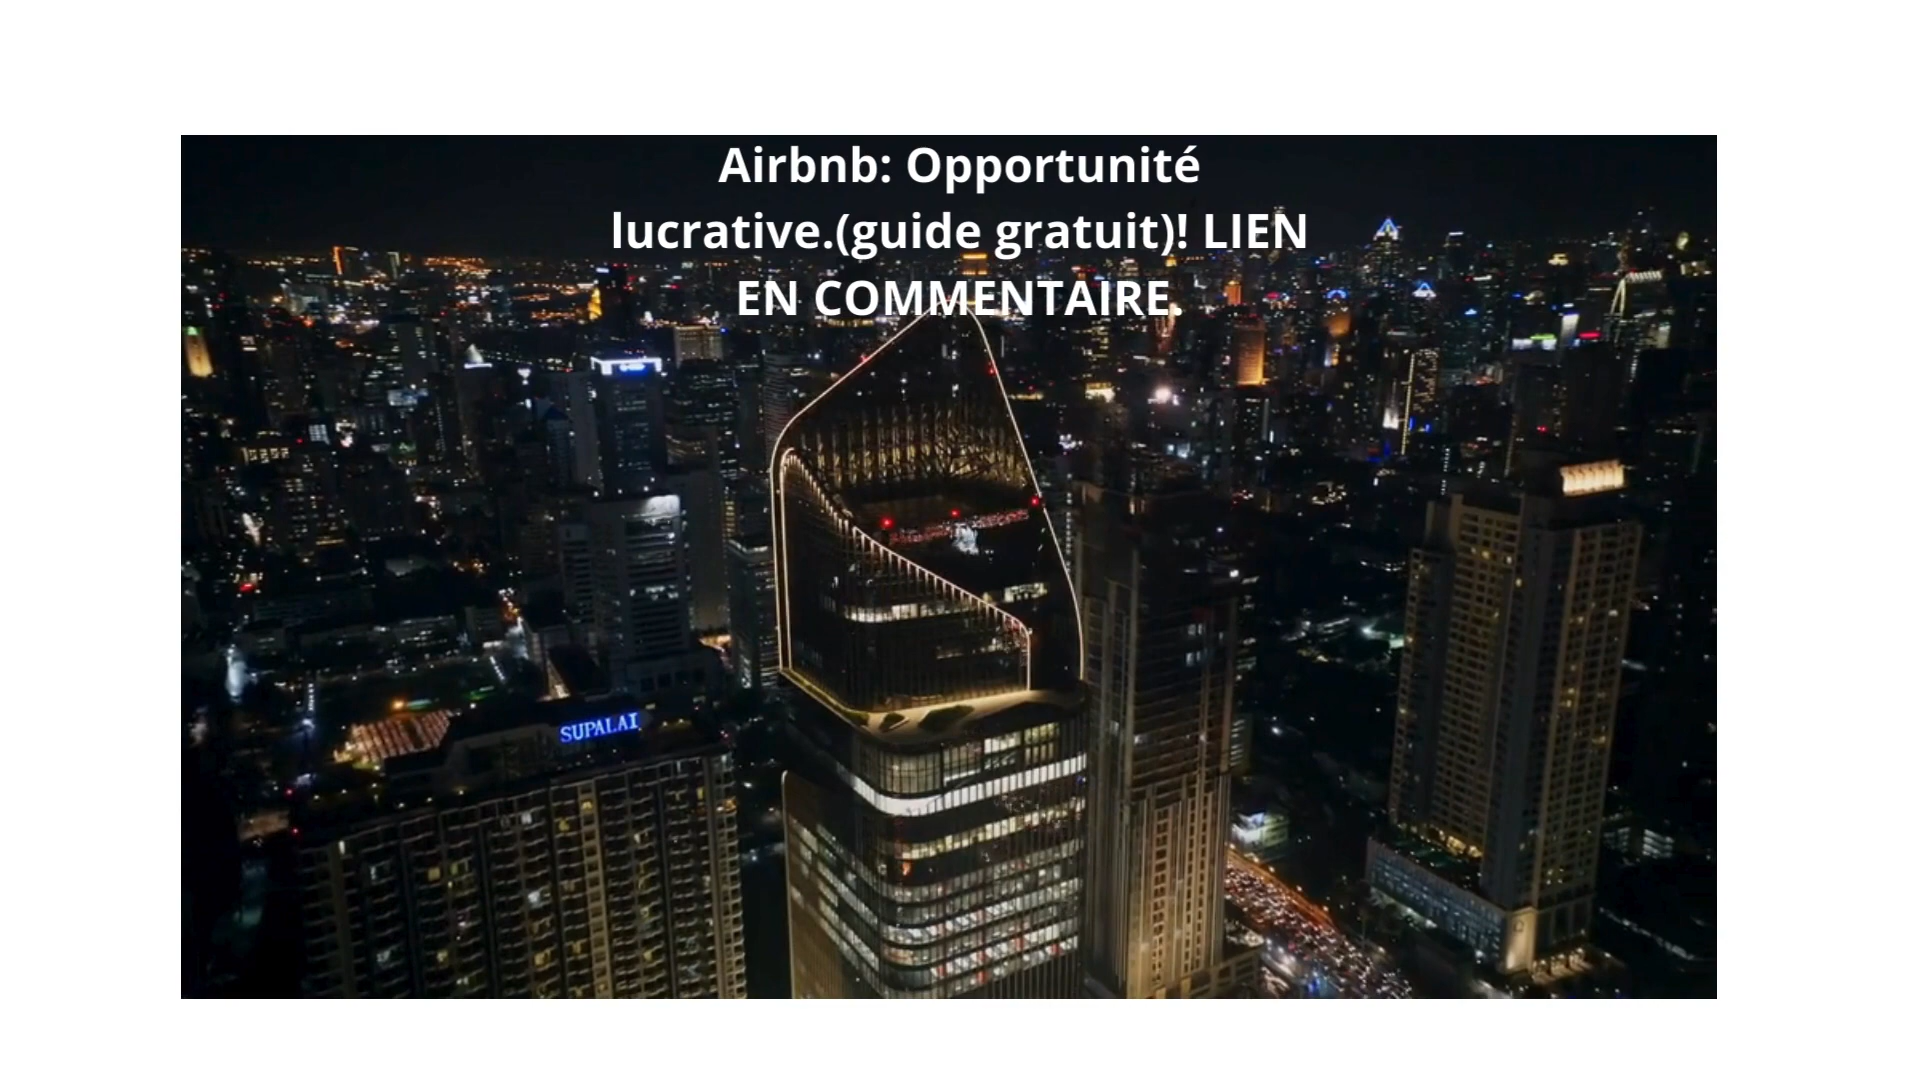 Airbnb: Opportunité
lucrative.(guide gratuit)! LIEN
EN COMMENTAIRE.
SUPALAI